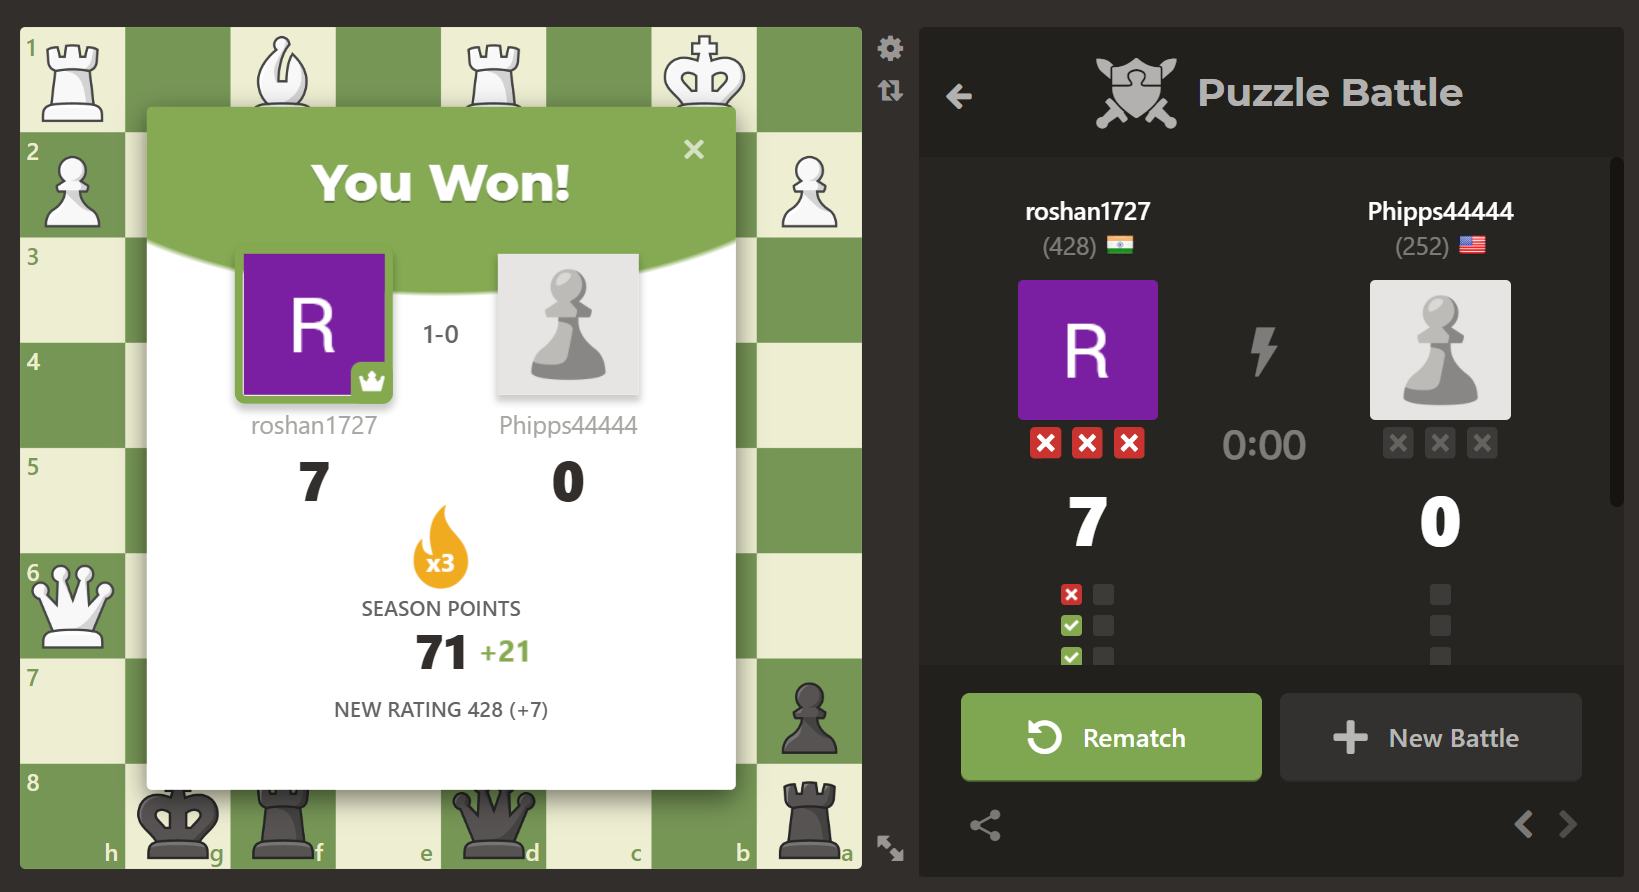 1
2
3
4
5
6
7
8
h
g
f
e
d
c
b
a
You Won!
R
1-0
roshan1727
Phipps44444
7
0
x3
SEASON POINTS
71 +21
NEW RATING 428 (+7)
Puzzle Battle
roshan1727
Phipps44444
(428)
(252)
R
0:00
7
0
Rematch
New Battle